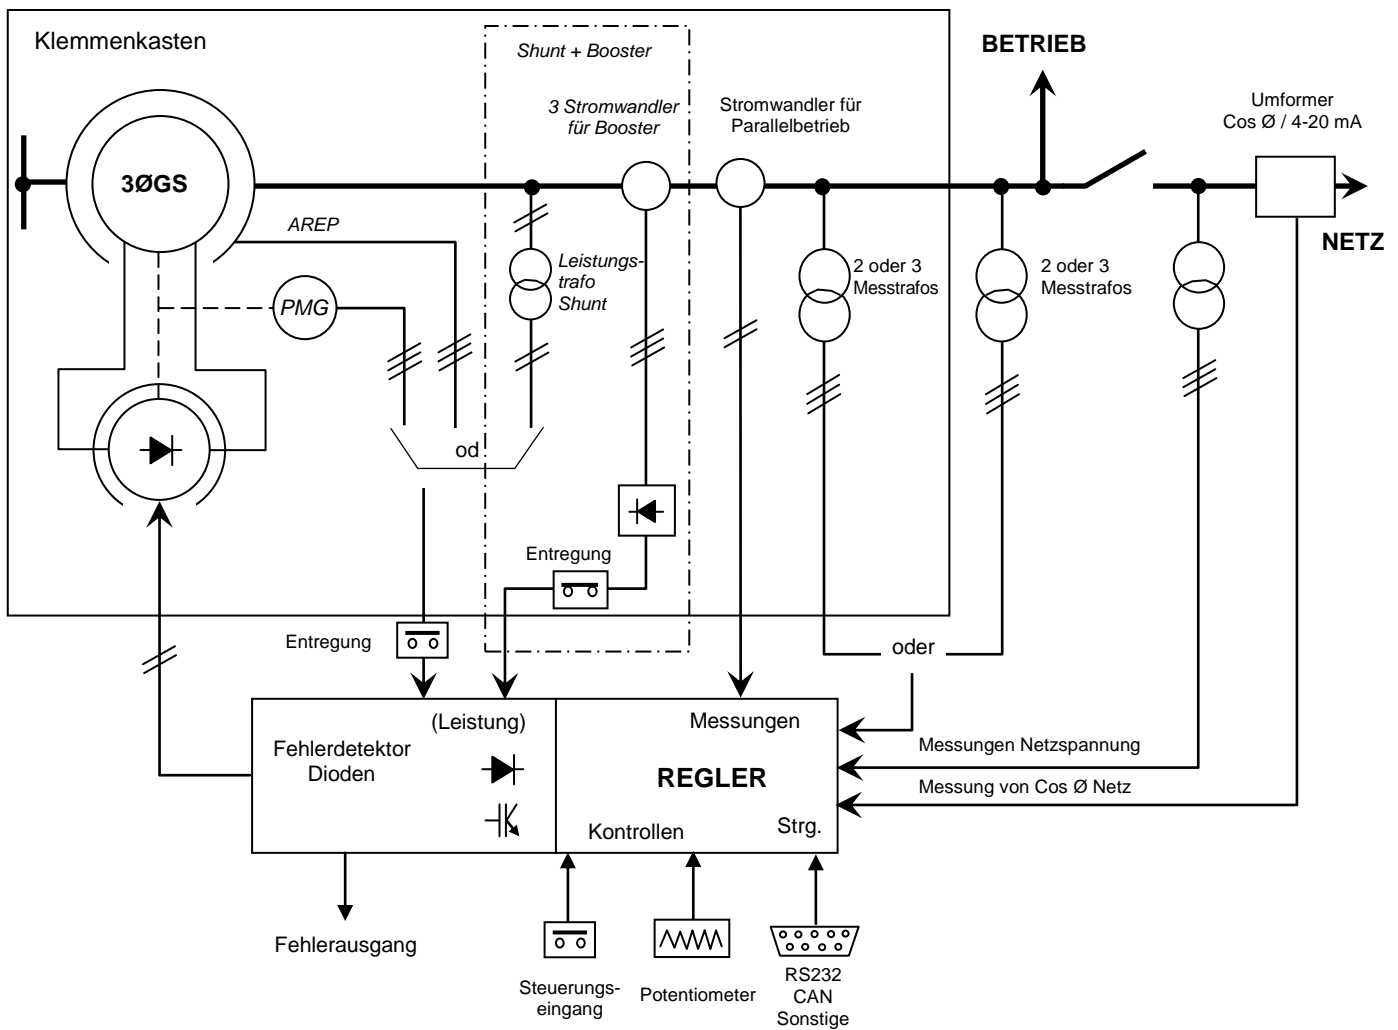 Klemmenkasten
Shunt + Booster
BETRIEB
3 Stromwandler
für Booster
Stromwandler für
Parallelbetrieb
Umformer
Cos Ø / 4-20 mA
3ØGS
AREP
NETZ
Leistungs-
trafo
Shunt
2 oder 3
Messtrafos
2 oder 3
Messtrafos
PMG
od
Entregung
Entregung
oder
(Leistung)
Messungen
Fehlerdetektor
Dioden
REGLER
Messungen Netzspannung
Messung von Cos Ø Netz
Kontrollen
Strg.
Fehlerausgang
Steuerungs-
eingang
Potentiometer
RS232
CAN
Sonstige